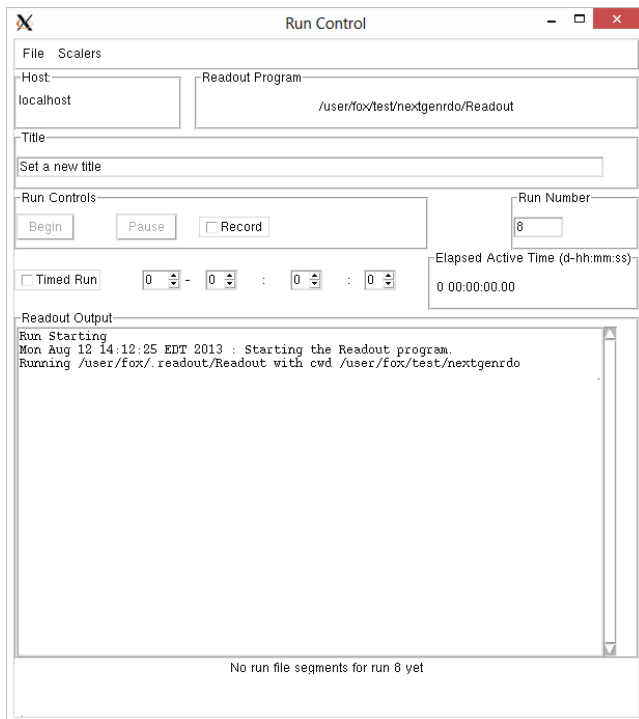 Run Control
File Scalers
Host:
localhost
Readout Program
/user/fox/test/nextgenrdo/Readout
Title
Set a new title
Run Controls
Begin Pause Record
Run Number
8
Timed Run 0 - 0 : 0 : 0
Elapsed Active Time (d-hh:mm:ss)
0 00:00:00.00
Readout Output
Run Starting
Mon Aug 12 14:12:25 EDT 2013 : Starting the Readout program.
Running /user/fox/.readout/Readout with cwd /user/fox/test/nextgenrdo
.
No run file segments for run 8 yet